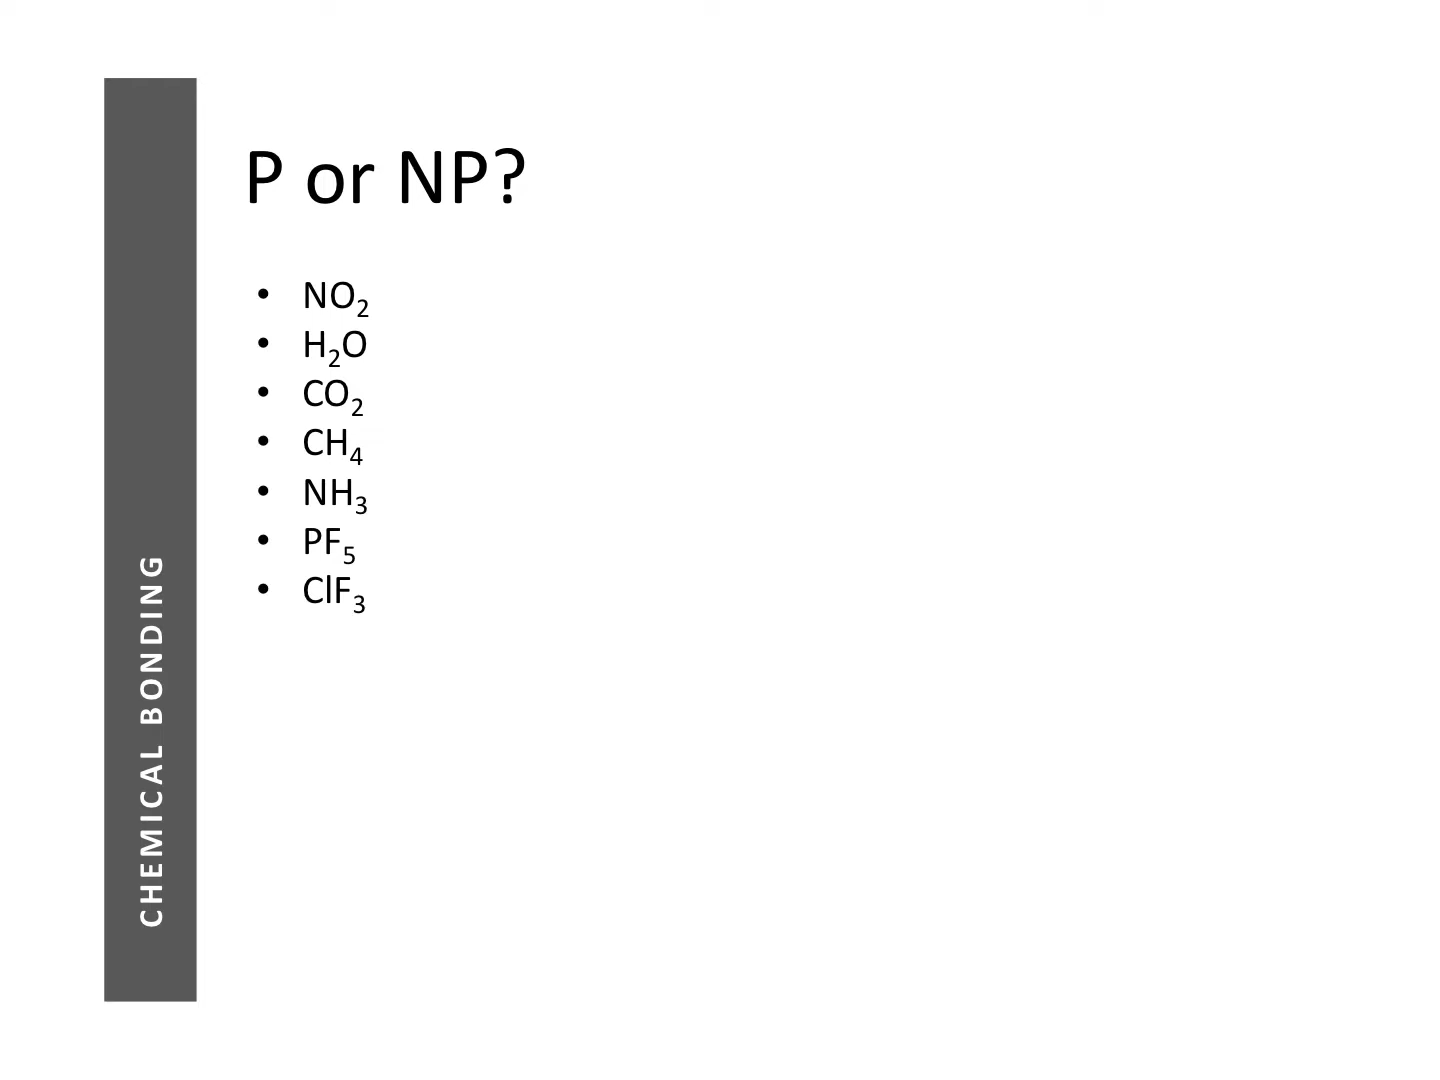 P or NP?
• NO₂
• H₂O
• CO₂
• CH₄
• NH₃
• PF₅
• ClF₃
CHEMICAL BONDING